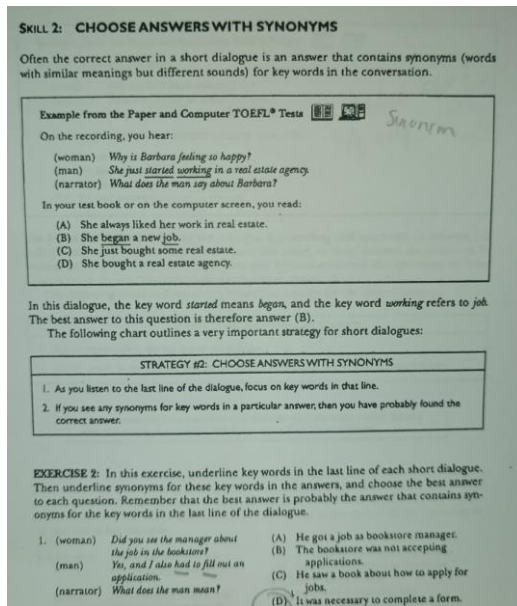 SKILL 2: CHOOSE ANSWERS WITH SYNONYMS
Often the correct answer in a short dialogue is an answer that contains synonyms (words
with similar meanings but different sounds) for key words in the conversation.
Example from the Paper and Computer TOEFL® Tests
Sinonim
On the recording, you hear:
(woman) Why is Barbara feeling so happy?
(man) She just started working in a real estate agency.
(narrator) What does the man say about Barbara?
In your test book or on the computer screen, you read:
(A) She always liked her work in real estate.
(B) She began a new job.
(C) She just bought some real estate.
(D) She bought a real estate agency.
In this dialogue, the key word started means began, and the key word working refers to job.
The best answer to this question is therefore answer (B).
The following chart outlines a very important strategy for short dialogues:
STRATEGY #2: CHOOSE ANSWERS WITH SYNONYMS
1. As you listen to the last line of the dialogue, focus on key words in that line.
2. If you see any synonyms for key words in a particular answer, then you have probably found the
correct answer.
EXERCISE 2: In this exercise, underline key words in the last line of each short dialogue.
Then underline synonyms for these key words in the answers, and choose the best answer
to each question. Remember that the best answer is probably the answer that contains syn-
onyms for the key words in the last line of the dialogue.
1. (woman) Did you see the manager about
the job in the bookstore?
(man) Yes, and I also had to fill out an
application.
(narrator) What does the man mean?
(A) He got a job as bookstore manager.
(B) The bookstore was not accepting
applications.
(C) He saw a book about how to apply for
jobs.
(D) It was necessary to complete a form.